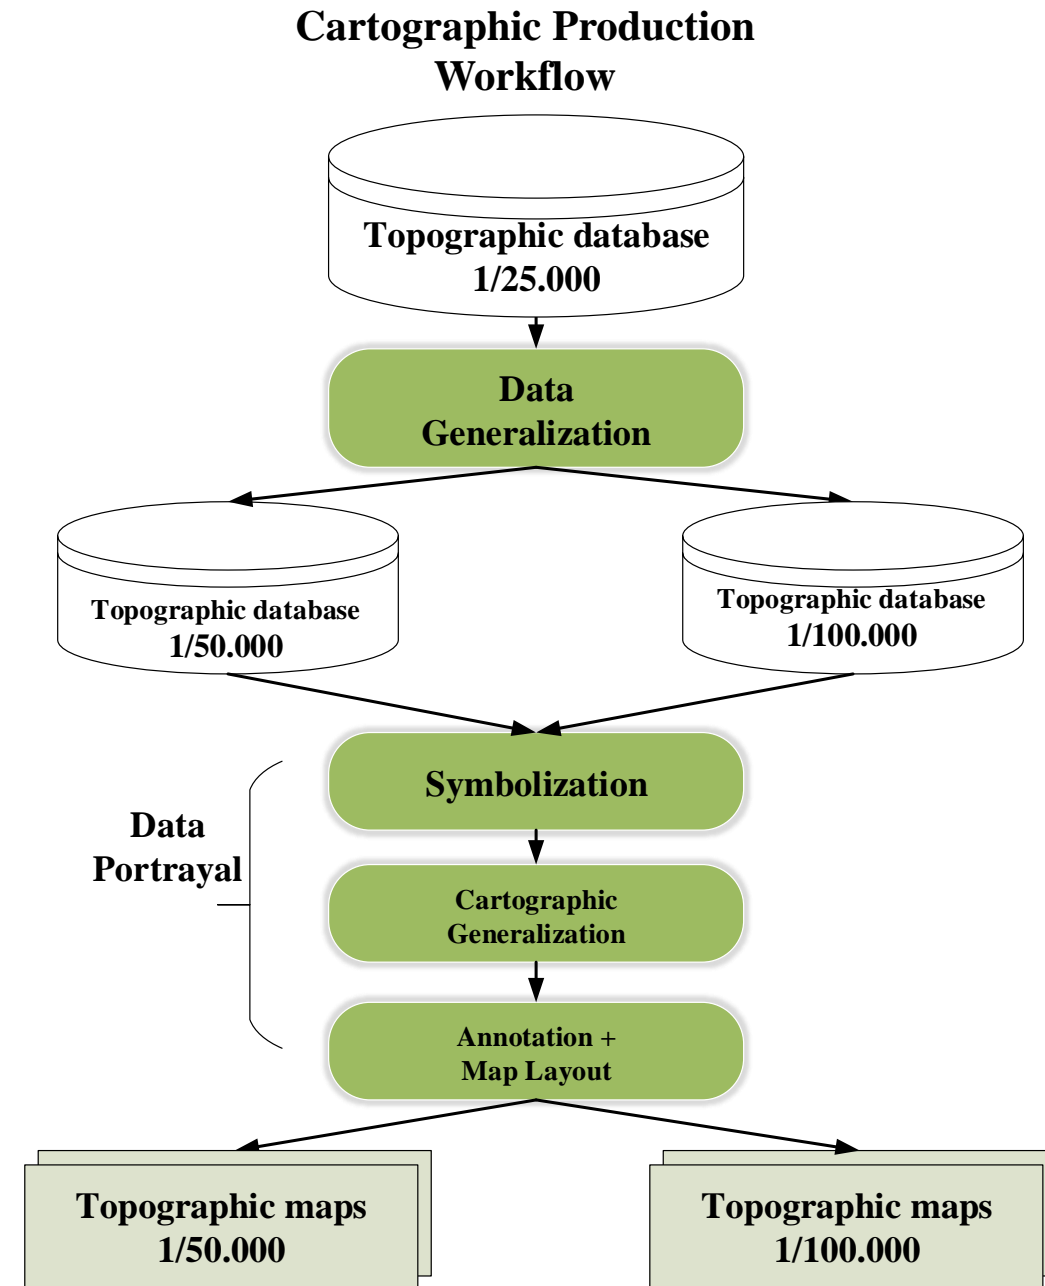 Cartographic Production
Workflow
Topographic database
1/25.000
Data
Generalization
Topographic database
1/50.000
Topographic database
1/100.000
Symbolization
Data
Portrayal
Cartographic
Generalization
Annotation +
Map Layout
Topographic maps
1/50.000
Topographic maps
1/100.000